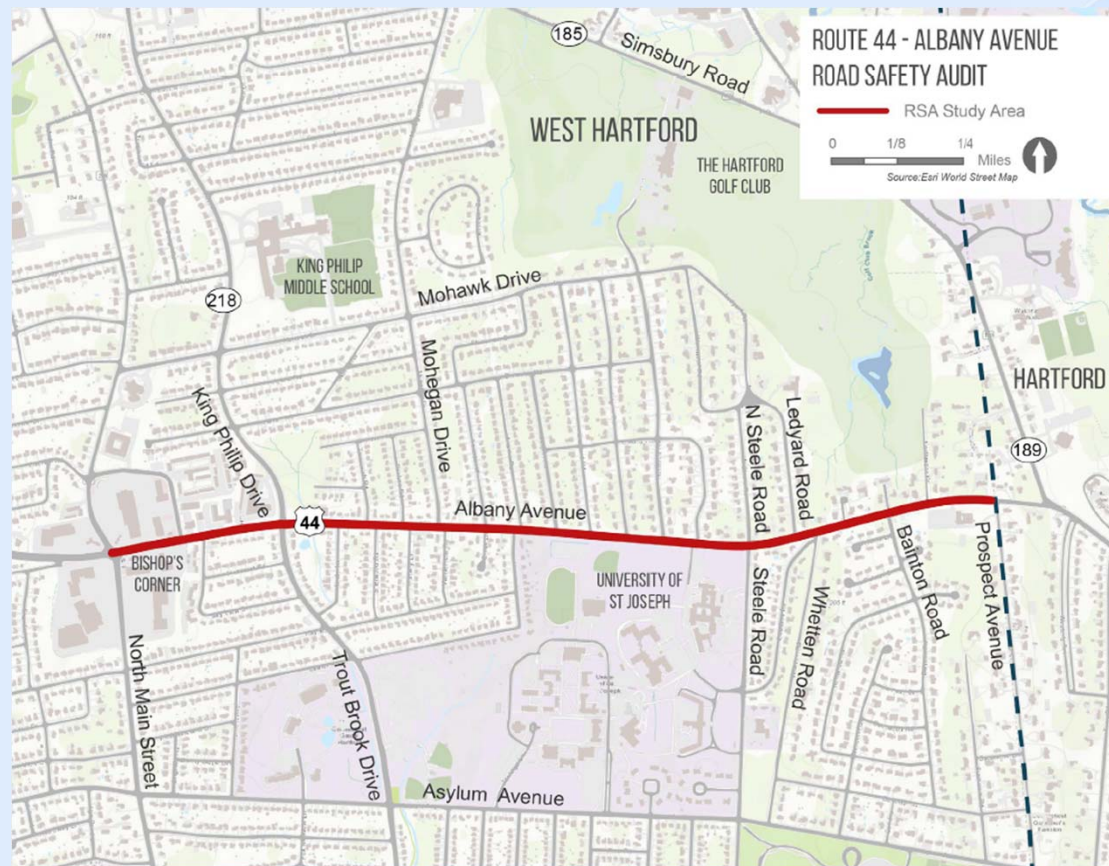 ROUTE 44 - ALBANY AVENUE
ROAD SAFETY AUDIT
RSA Study Area
0 1/8 1/4
Miles
Source:Esri World Street Map
185
Simsbury Road
WEST HARTFORD
THE HARTFORD
GOLF CLUB
KING PHILIP
MIDDLE SCHOOL
218
Mohawk Drive
Mohegan Drive
King Philip Drive
N Steele Road
Ledyard Road
HARTFORD
189
Albany Avenue
44
BISHOP'S
CORNER
UNIVERSITY OF
ST JOSEPH
Steele Road
Whetten Road
Bainton Road
Prospect Avenue
North Main Street
Trout Brook Drive
Asylum Avenue